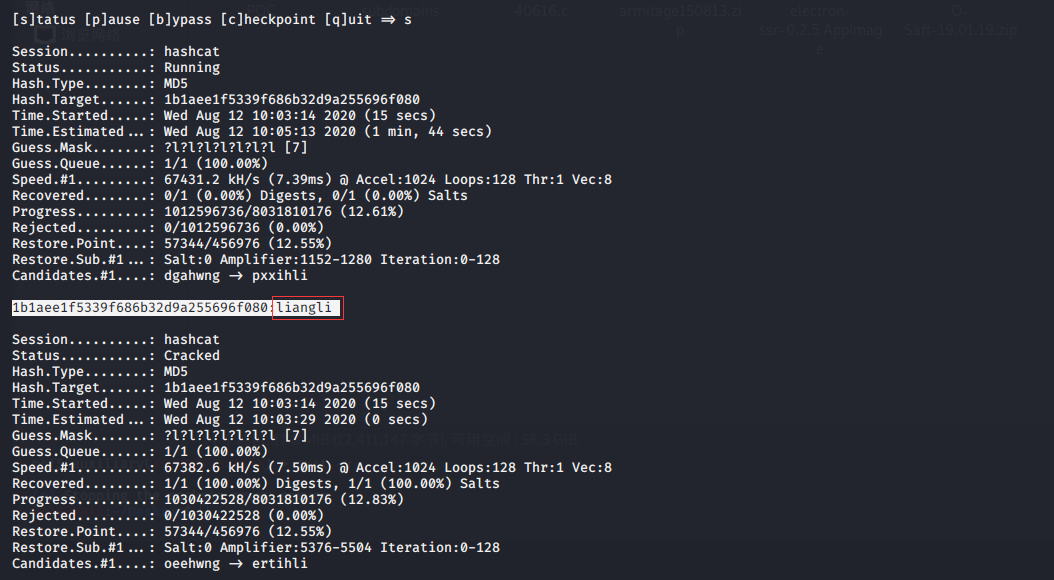 [s]tatus [p]ause [b]ypass [c]heckpoint [q]uit => s
Session..........: hashcat
Status...........: Running
Hash.Type........: MD5
Hash.Target......: 1b1aee1f5339f686b32d9a255696f080
Time.Started.....: Wed Aug 12 10:03:14 2020 (15 secs)
Time.Estimated...: Wed Aug 12 10:05:13 2020 (1 min, 44 secs)
Guess.Mask.......: ?l?l?l?l?l?l?l [7]
Guess.Queue......: 1/1 (100.00%)
Speed.#1.........: 67431.2 kH/s (7.39ms) @ Accel:1024 Loops:128 Thr:1 Vec:8
Recovered........: 0/1 (0.00%) Digests, 0/1 (0.00%) Salts
Progress.........: 1012596736/8031810176 (12.61%)
Rejected.........: 0/1012596736 (0.00%)
Restore.Point....: 57344/456976 (12.55%)
Restore.Sub.#1...: Salt:0 Amplifier:1152-1280 Iteration:0-128
Candidates.#1....: dgahwng -> pxxihli
1b1aee1f5339f686b32d9a255696f080:liangli
Session..........: hashcat
Status...........: Cracked
Hash.Type........: MD5
Hash.Target......: 1b1aee1f5339f686b32d9a255696f080
Time.Started.....: Wed Aug 12 10:03:14 2020 (15 secs)
Time.Estimated...: Wed Aug 12 10:03:29 2020 (0 secs)
Guess.Mask.......: ?l?l?l?l?l?l?l [7]
Guess.Queue......: 1/1 (100.00%)
Speed.#1.........: 67382.6 kH/s (7.50ms) @ Accel:1024 Loops:128 Thr:1 Vec:8
Recovered........: 1/1 (100.00%) Digests, 1/1 (100.00%) Salts
Progress.........: 1030422528/8031810176 (12.83%)
Rejected.........: 0/1030422528 (0.00%)
Restore.Point....: 57344/456976 (12.55%)
Restore.Sub.#1...: Salt:0 Amplifier:5376-5504 Iteration:0-128
Candidates.#1....: oeehwng -> ertihli